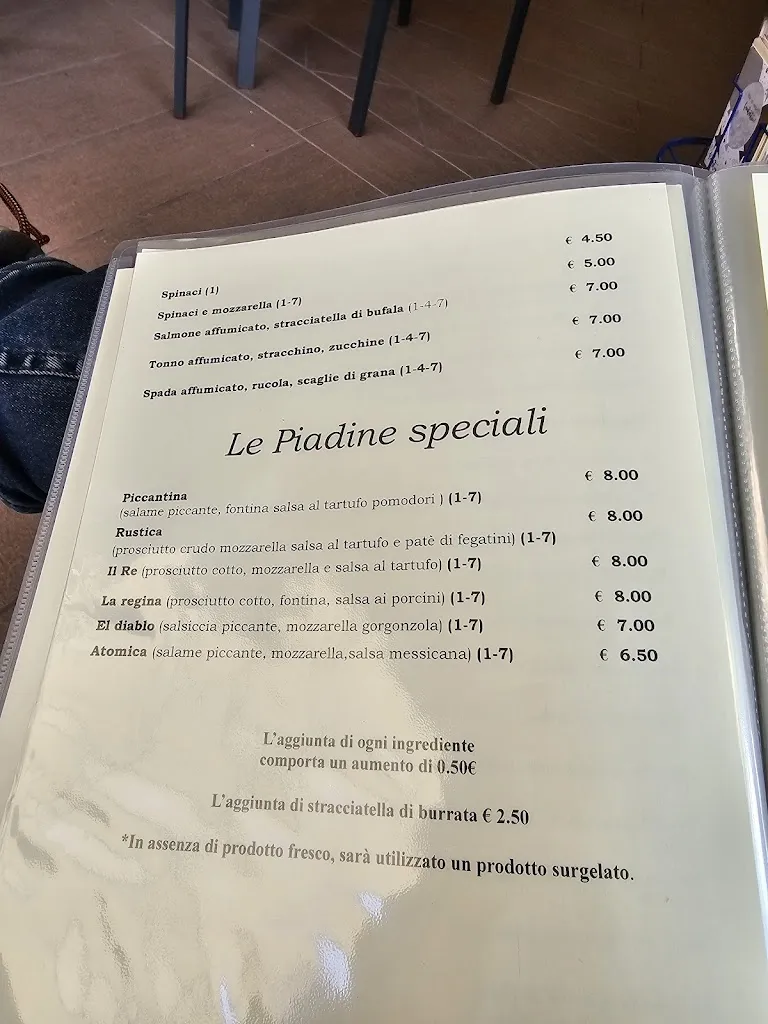 Spinaci (1) € 4.50
Spinaci e mozzarella (1-7) € 5.00
Salmone affumicato, stracciatella di bufala (1-4-7) € 7.00
Tonno affumicato, stracchino, zucchine (1-4-7) € 7.00
Spada affumicato, rucola, scaglie di grana (1-4-7) € 7.00
Le Piadine speciali
Piccantina € 8.00
(salame piccante, fontina salsa al tartufo pomodori ) (1-7)
Rustica € 8.00
(prosciutto crudo mozzarella salsa al tartufo e patè di fegatini) (1-7)
Il Re (prosciutto cotto, mozzarella e salsa al tartufo) (1-7) € 8.00
La regina (prosciutto cotto, fontina, salsa ai porcini) (1-7) € 8.00
El diablo (salsiccia piccante, mozzarella gorgonzola) (1-7) € 7.00
Atomica (salame piccante, mozzarella,salsa messicana) (1-7) € 6.50
L'aggiunta di ogni ingrediente
comporta un aumento di 0.50€
L'aggiunta di stracciatella di burrata € 2.50
*In assenza di prodotto fresco, sarà utilizzato un prodotto surgelato.